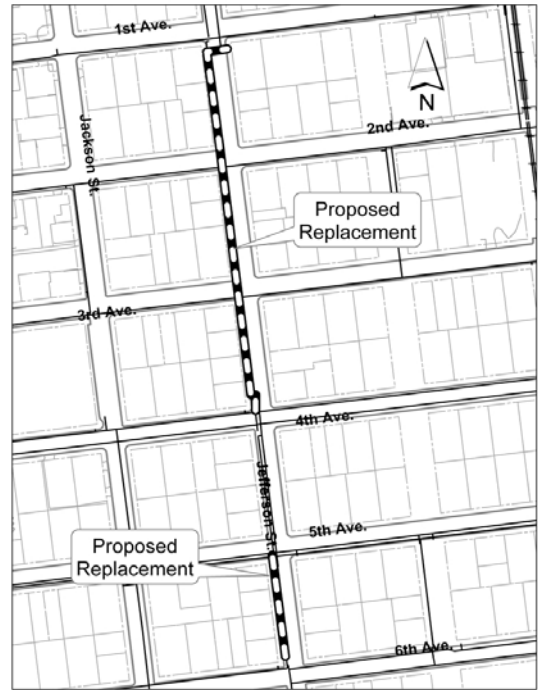 1st Ave.
N
2nd Ave.
Jackson St.
Proposed
Replacement
3rd Ave.
4th Ave.
Jefferson St.
5th Ave.
Proposed
Replacement
6th Ave.